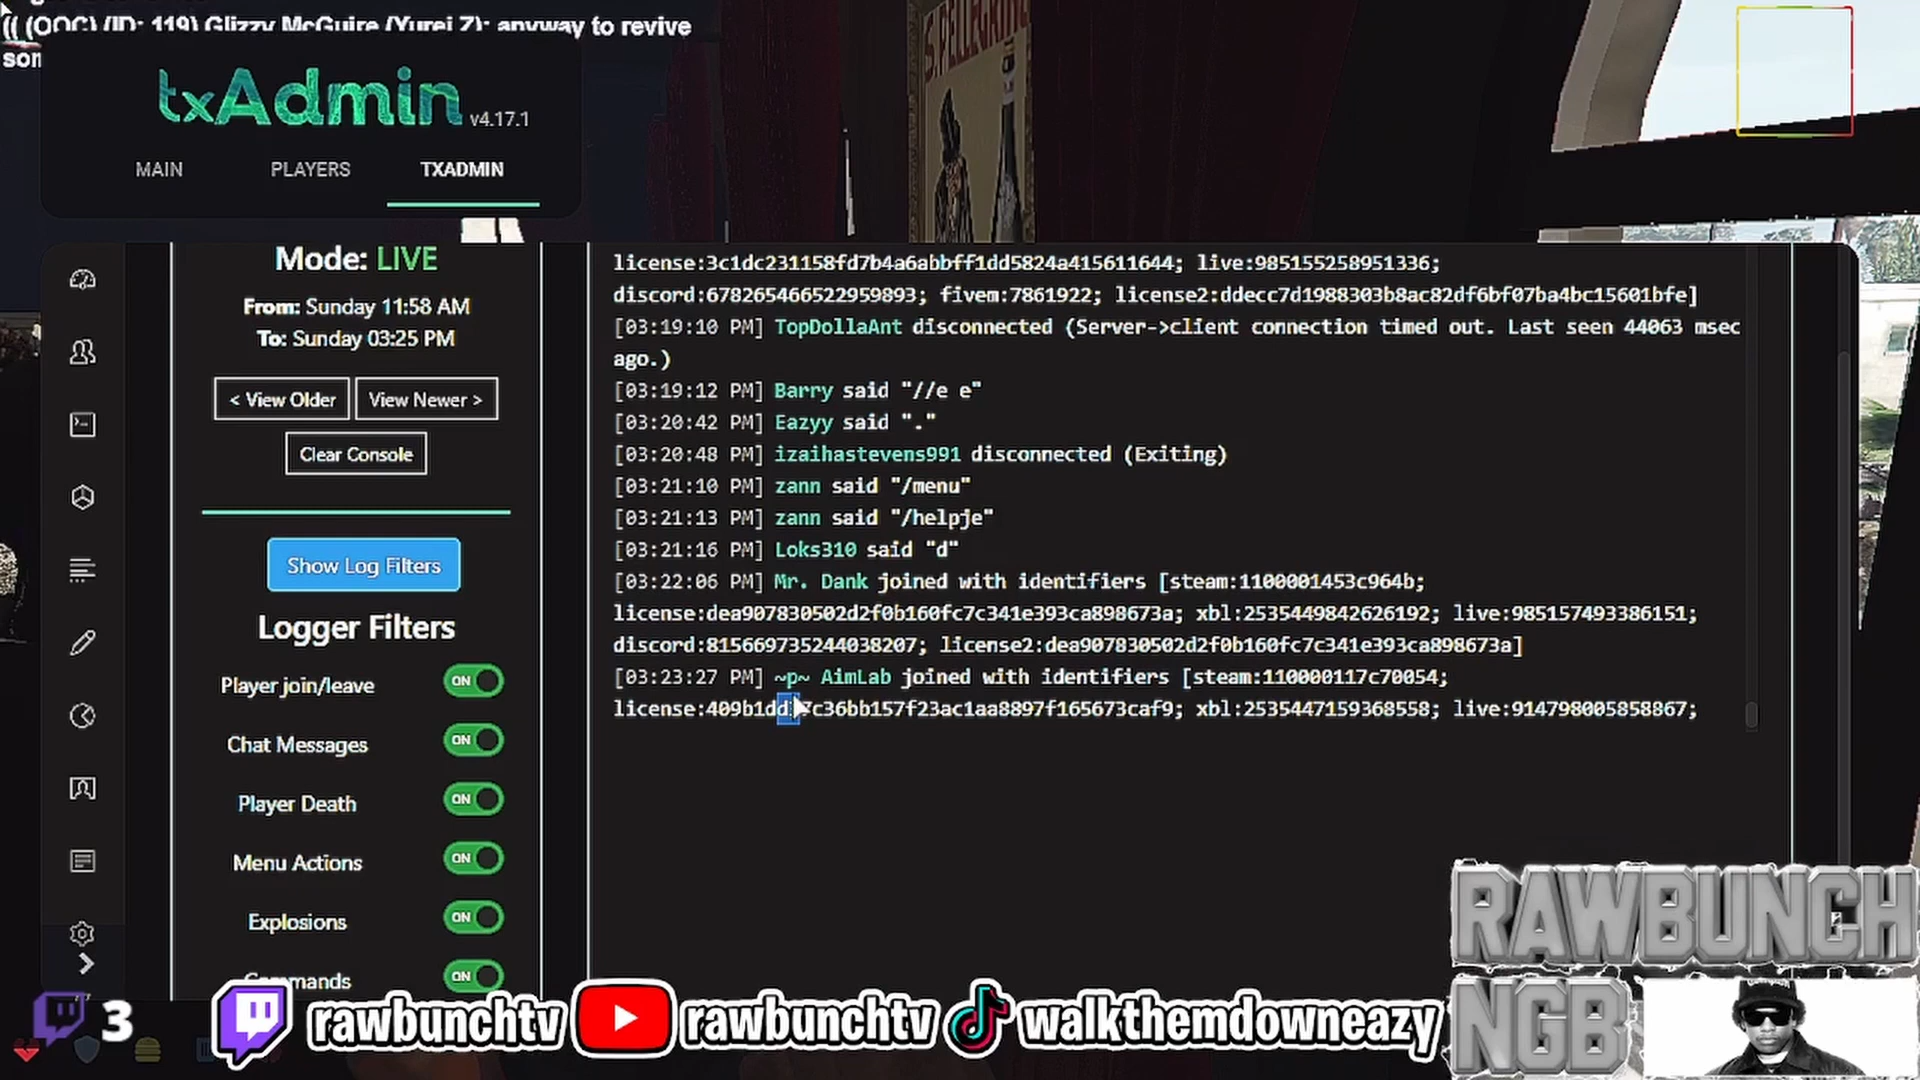 (( (OOC) (ID: 119) Glizzy McGuire (Yurei Z): anyway to revive
S.PELLEGRINO
txAdmin v4.17.1
MAIN PLAYERS TXADMIN
Mode: LIVE
From: Sunday 11:58 AM
To: Sunday 03:25 PM
< View Older View Newer >
Clear Console
Show Log Filters
Logger Filters
Player join/leave ON
Chat Messages ON
Player Death ON
Menu Actions ON
Explosions ON
Commands ON
license:3c1dc231158fd7b4a6abbff1dd5824a415611644; live:985155258951336;
discord:678265466522959893; fivem:7861922; license2:ddecc7d1988303b8ac82df6bf07ba4bc15601bfe]
[03:19:10 PM] TopDollaAnt disconnected (Server->client connection timed out. Last seen 44063 msec
ago.)
[03:19:12 PM] Barry said "//e e"
[03:20:42 PM] Eazyy said "."
[03:20:48 PM] izaihastevens991 disconnected (Exiting)
[03:21:10 PM] zann said "/menu"
[03:21:13 PM] zann said "/helpje"
[03:21:16 PM] Loks310 said "d"
[03:22:06 PM] Mr. Dank joined with identifiers [steam:1100001453c964b;
license:dea907830502d2f0b160fc7c341e393ca898673a; xbl:2535449842626192; live:985157493386151;
discord:815669735244038207; license2:dea907830502d2f0b160fc7c341e393ca898673a]
[03:23:27 PM] ~p~ AimLab joined with identifiers [steam:110000117c70054;
xbl:2535447159368558; live:914798005858867;
RAWBUNCH
NGB
3 rawbunchtv rawbunchtv walkthemdowneazy